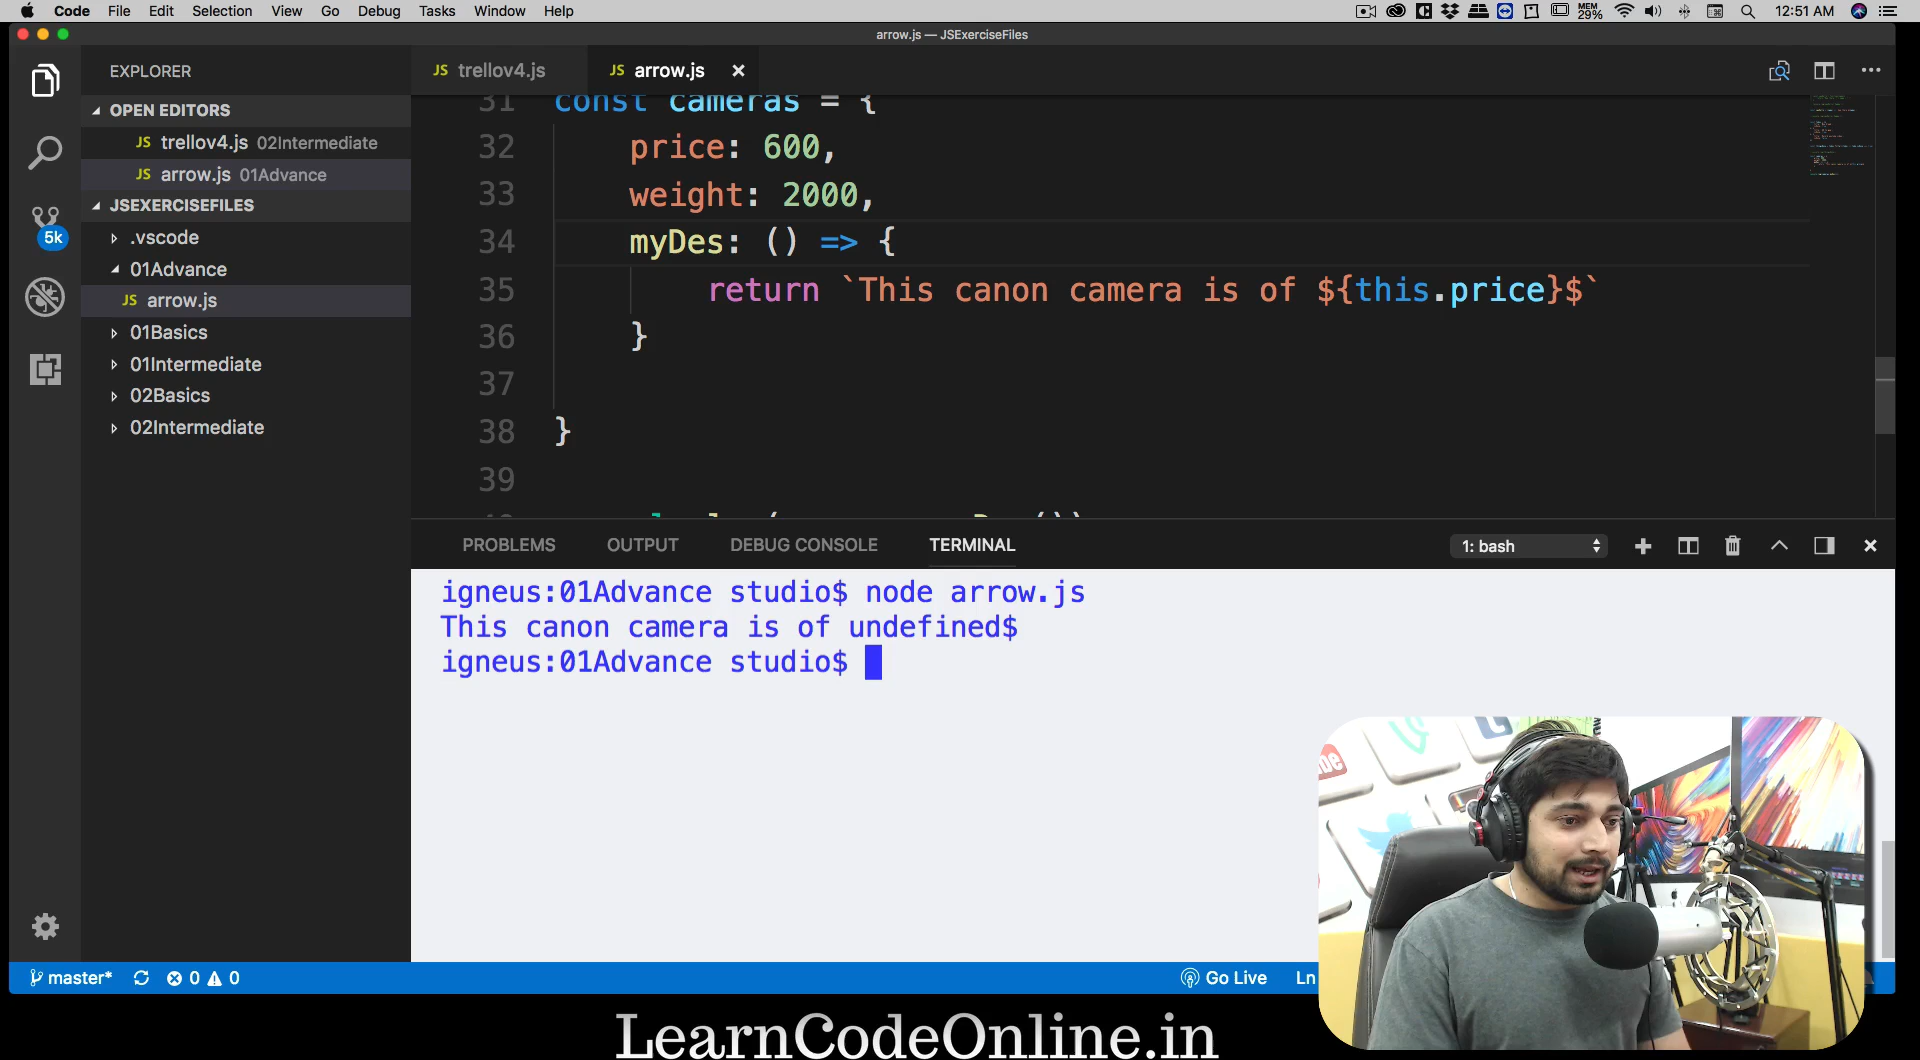 Code File Edit Selection View Go Debug Tasks Window Help
MEM 29% 12:51 AM
arrow.js — JSExerciseFiles
EXPLORER
OPEN EDITORS
JS trellov4.js 02Intermediate
JS arrow.js 01Advance
JSEXERCISEFILES
.vscode
01Advance
JS arrow.js
01Basics
01Intermediate
02Basics
02Intermediate
5k
JS trellov4.js JS arrow.js
31 const cameras = {
32 price: 600,
33 weight: 2000,
34 myDes: () => {
35 return `This canon camera is of ${this.price}$`
36 }
37
38 }
39
PROBLEMS OUTPUT DEBUG CONSOLE TERMINAL 1: bash
igneus:01Advance studio$ node arrow.js
This canon camera is of undefined$
igneus:01Advance studio$
master* 0 0 Go Live Ln
LearnCodeOnline.in